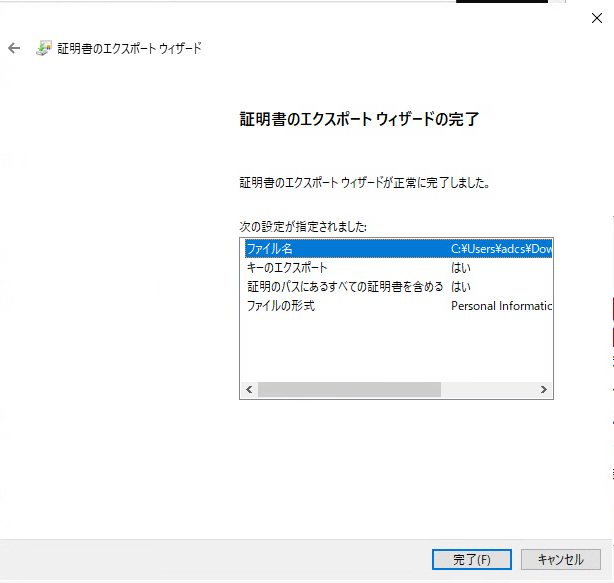 証明書のエクスポート ウィザード
証明書のエクスポート ウィザードの完了
証明書のエクスポート ウィザードが正常に完了しました。
次の設定が指定されました:
ファイル名 C:¥Users¥adcs¥Dow
キーのエクスポート はい
証明のパスにあるすべての証明書を含める はい
ファイルの形式 Personal Informatic
完了(F) キャンセル